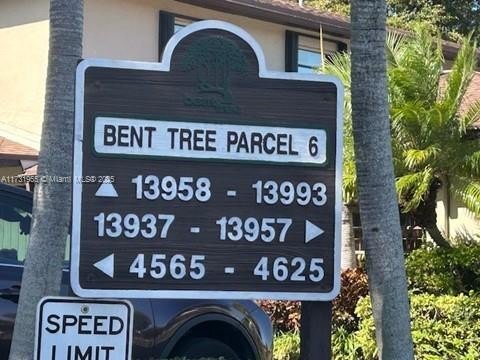 BENT TREE PARCEL 6
▲ 13958 - 13993
13937 - 13957 ▶
◀ 4565 - 4625
SPEED
LIMIT